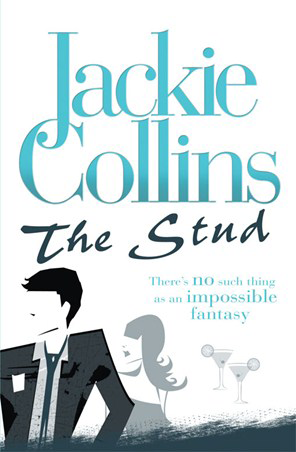 Jackie
Collins
The Stud
There's no such thing
as an impossible
fantasy